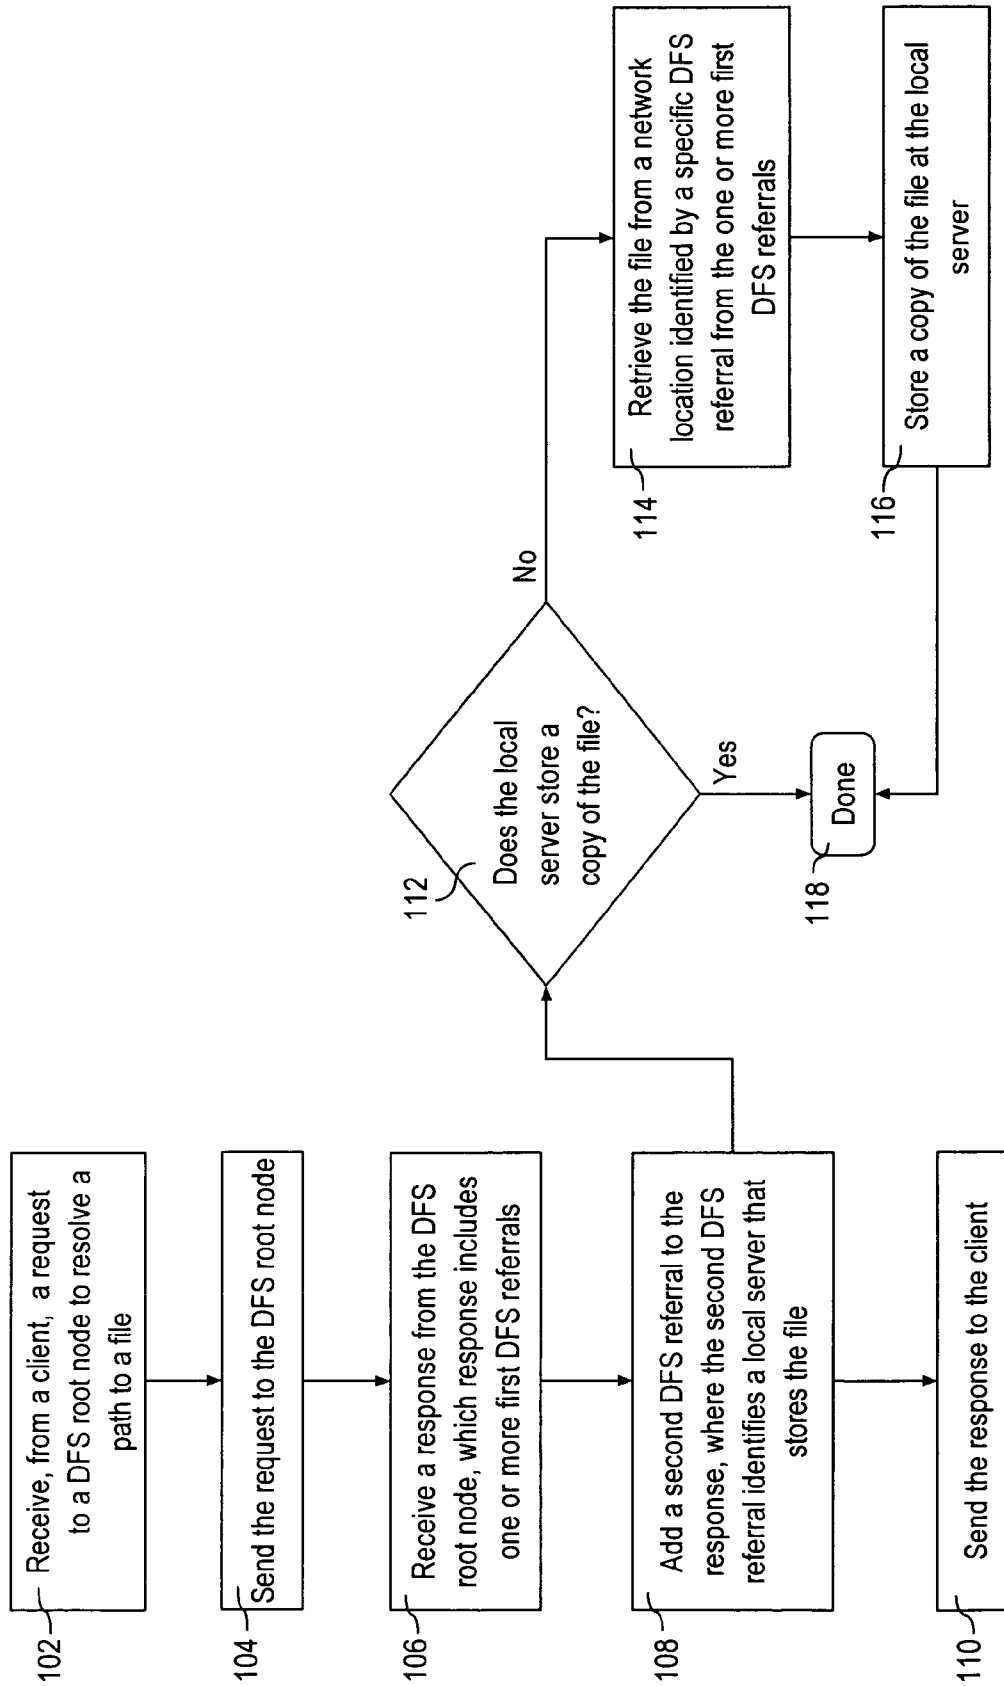 102
Receive, from a client, a request
to a DFS root node to resolve a
path to a file
104
Send the request to the DFS root node
106
Receive a response from the DFS
root node, which response includes
one or more first DFS referrals
108
Add a second DFS referral to the
response, where the second DFS
referral identifies a local server that
stores the file
110
Send the response to the client
112
Does the local
server store a
copy of the file?
No
Yes
114
Retrieve the file from a network
location identified by a specific DFS
referral from the one or more first
DFS referrals
116
Store a copy of the file at the local
server
118
Done